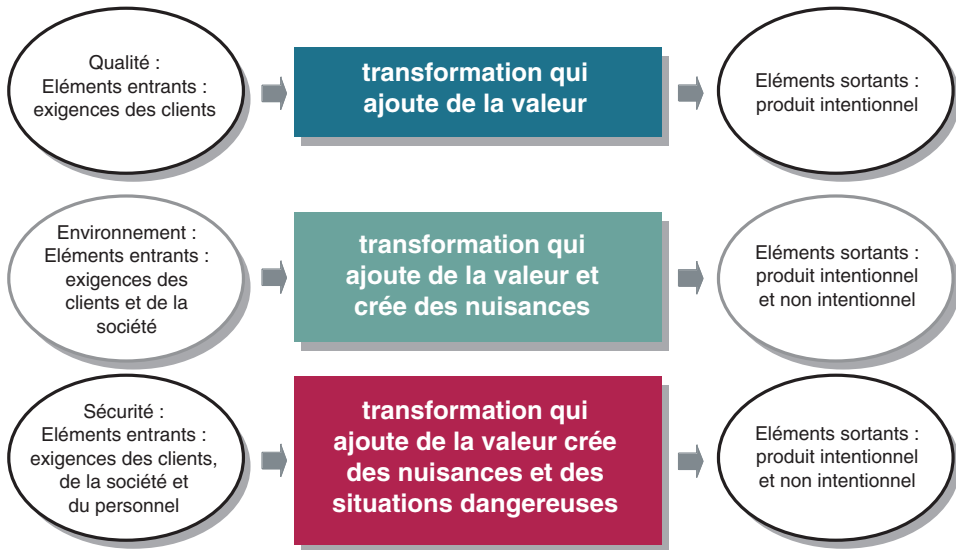 Qualité :
Eléments entrants :
exigences des clients
transformation qui
ajoute de la valeur
Eléments sortants :
produit intentionnel
Environnement :
Eléments entrants :
exigences des
clients et de la
société
transformation qui
ajoute de la valeur et
crée des nuisances
Eléments sortants :
produit intentionnel
et non intentionnel
Sécurité :
Eléments entrants :
exigences des clients,
de la société et
du personnel
transformation qui
ajoute de la valeur crée
des nuisances et des
situations dangereuses
Eléments sortants :
produit intentionnel
et non intentionnel